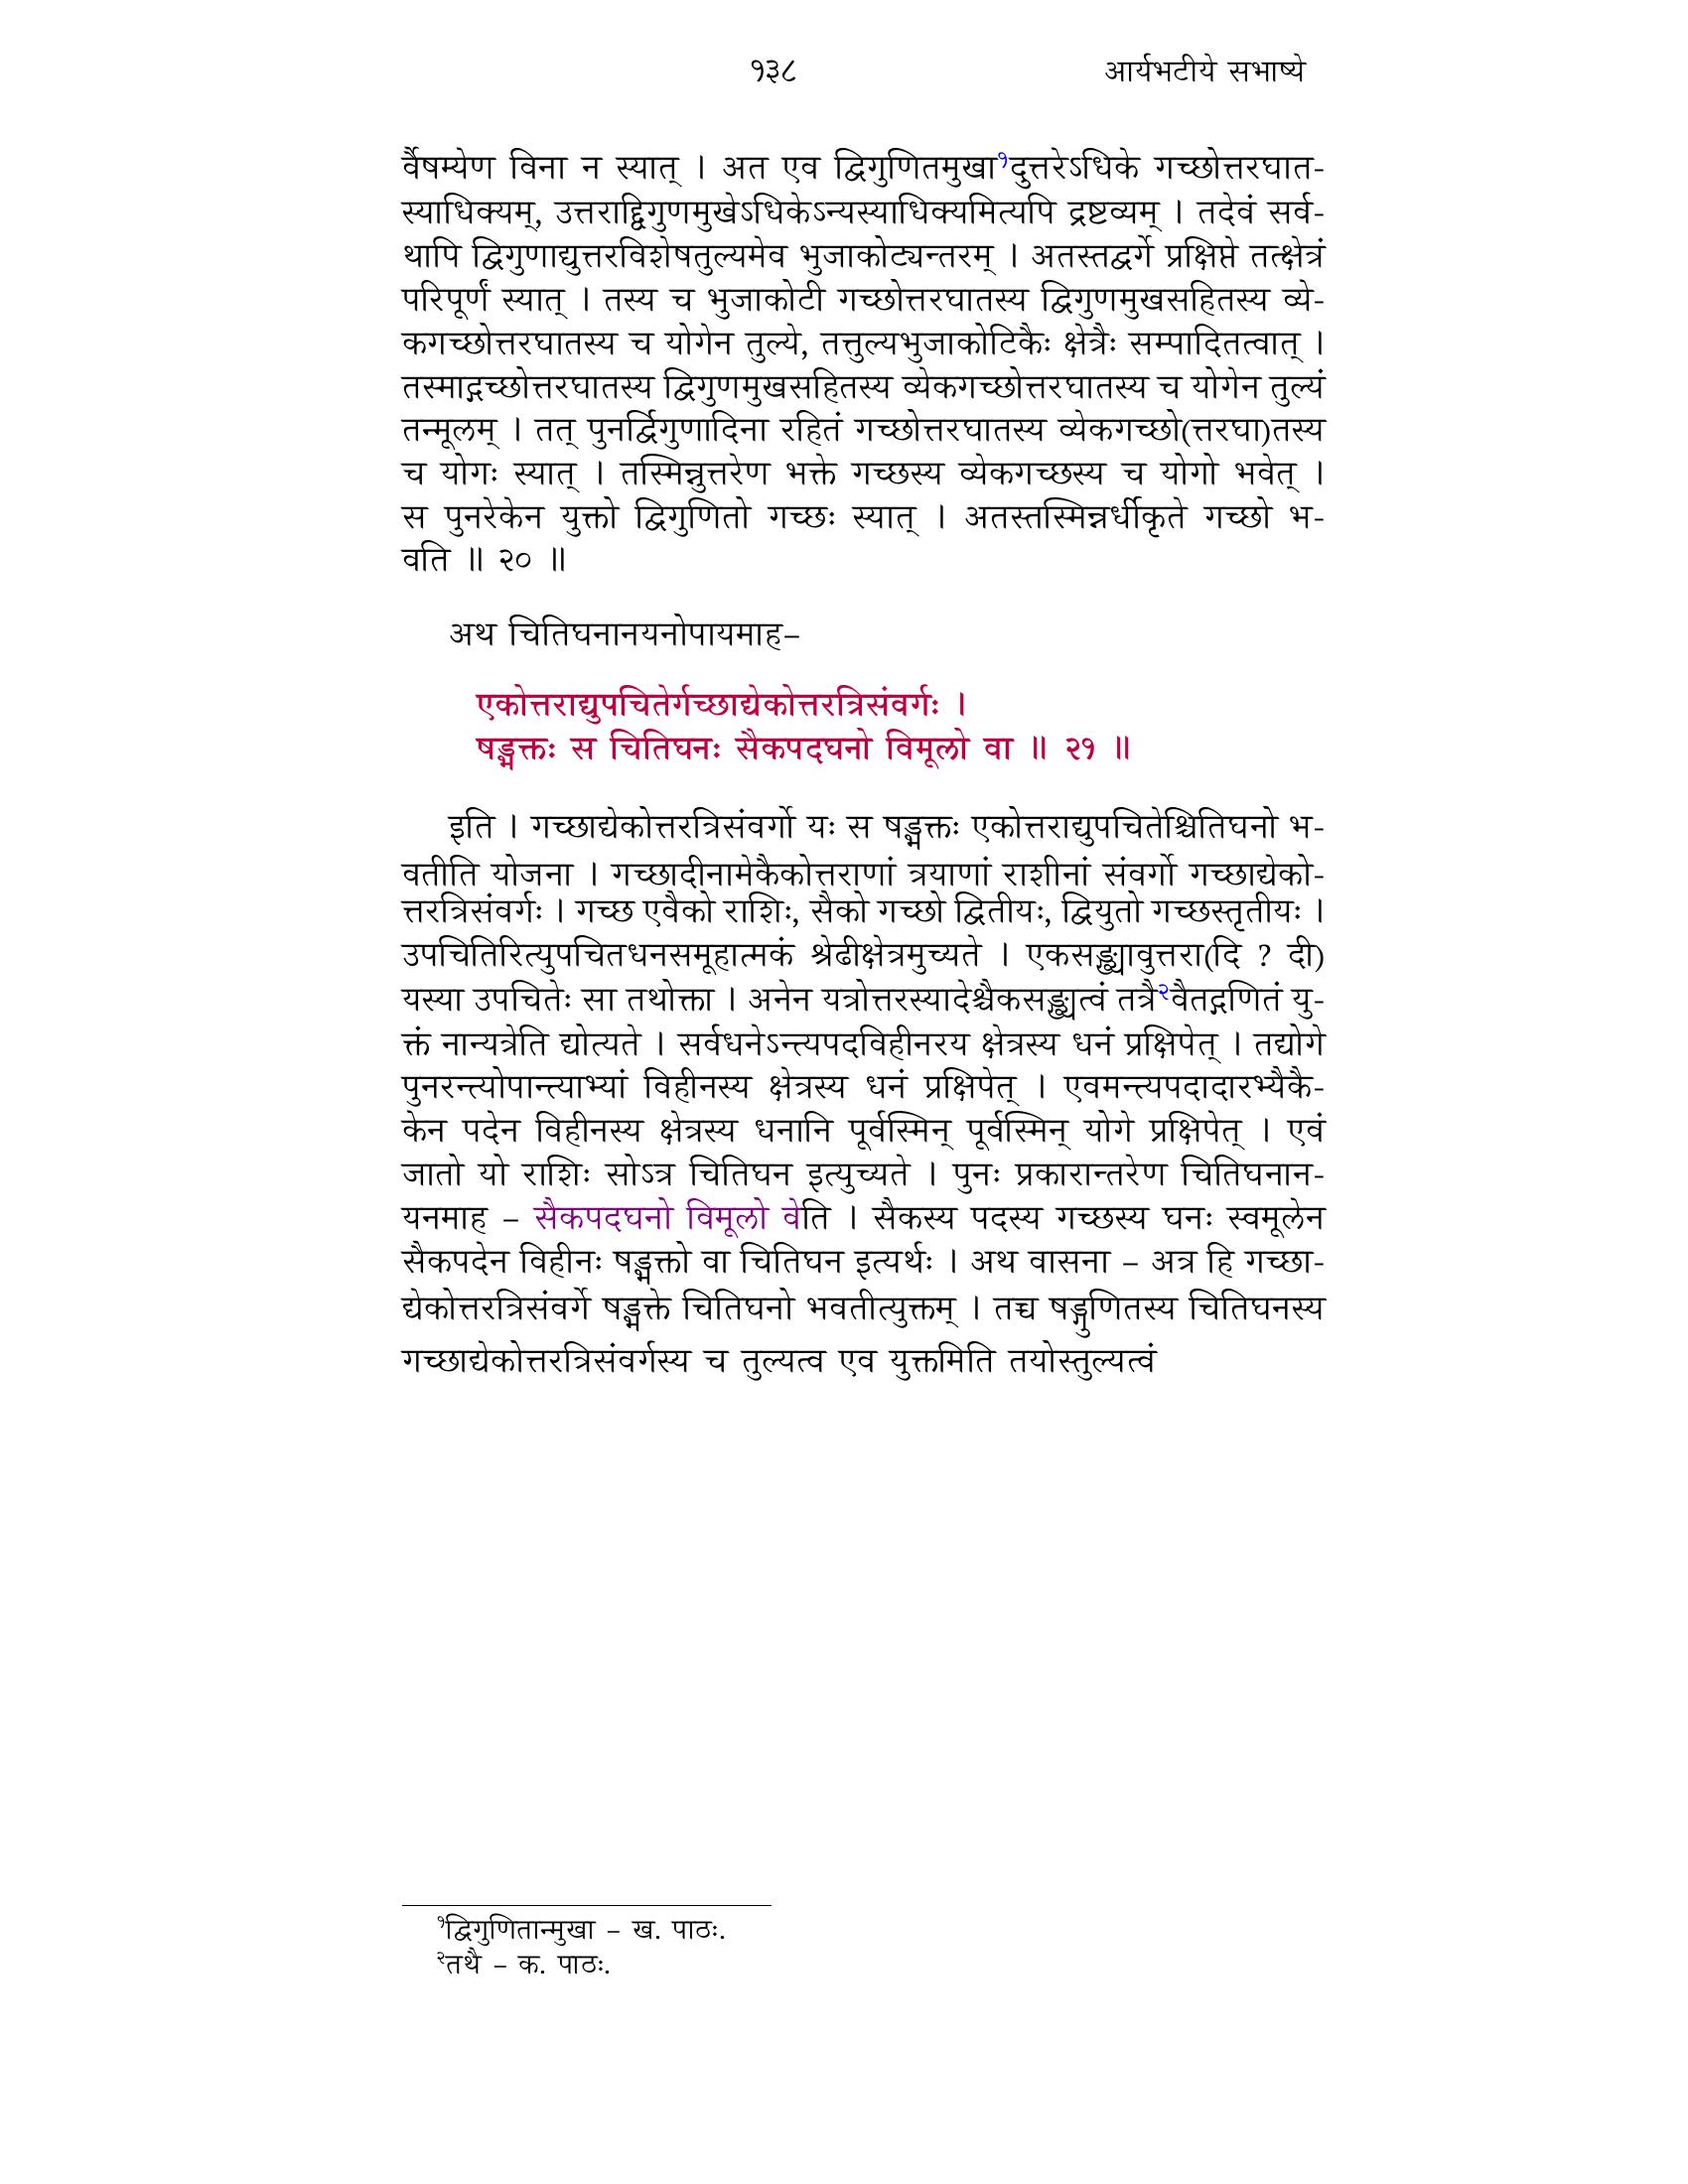 १३८ आर्यभटीये सभाष्ये
र्वैषम्येण विना न स्यात् । अत एव द्विगुणितमुखा१दुत्तरेऽधिके गच्छोत्तरघात-
स्याधिक्यम्, उत्तराद्द्विगुणमुखेऽधिकेऽन्यस्याधिक्यमित्यपि द्रष्टव्यम् । तदेवं सर्व-
थापि द्विगुणाद्युत्तरविशेषतुल्यमेव भुजाकोट्यन्तरम् । अतस्तद्वर्गे प्रक्षिप्ते तत्क्षेत्रं
परिपूर्णं स्यात् । तस्य च भुजाकोटी गच्छोत्तरघातस्य द्विगुणमुखसहितस्य व्ये-
कगच्छोत्तरघातस्य च योगेन तुल्ये, तत्तुल्यभुजाकोटिकैः क्षेत्रैः सम्पादितत्वात् ।
तस्माद्गच्छोत्तरघातस्य द्विगुणमुखसहितस्य व्येकगच्छोत्तरघातस्य च योगेन तुल्यं
तन्मूलम् । तत् पुनर्द्विगुणादिना रहितं गच्छोत्तरघातस्य व्येकगच्छो(त्तरघा)तस्य
च योगः स्यात् । तस्मिन्नुत्तरेण भक्ते गच्छस्य व्येकगच्छस्य च योगो भवेत् ।
स पुनरेकेन युक्तो द्विगुणितो गच्छः स्यात् । अतस्तस्मिन्नर्धीकृते गच्छो भ-
वति ॥ २० ॥
अथ चितिघनानयनोपायमाह–
एकोत्तराद्युपचितेर्गच्छाद्येकोत्तरत्रिसंवर्गः ।
षड्भक्तः स चितिघनः सैकपदघनो विमूलो वा ॥ २१ ॥
इति । गच्छाद्येकोत्तरत्रिसंवर्गो यः स षड्भक्तः एकोत्तराद्युपचितेश्चितिघनो भ-
वतीति योजना । गच्छादीनामेकैकोत्तराणां त्रयाणां राशीनां संवर्गो गच्छाद्येको-
त्तरत्रिसंवर्गः । गच्छ एवैको राशिः, सैको गच्छो द्वितीयः, द्वियुतो गच्छस्तृतीयः ।
उपचितिरित्युपचितधनसमूहात्मकं श्रेढीक्षेत्रमुच्यते । एकसङ्ख्यावुत्तरा(दि ? दी)
यस्या उपचितेः सा तथोक्ता । अनेन यत्रोत्तरस्यादेश्चैकसङ्ख्यत्वं तत्रै२वैतद्गणितं यु-
क्तं नान्यत्रेति द्योत्यते । सर्वधनेऽन्त्यपदविहीनरय क्षेत्रस्य धनं प्रक्षिपेत् । तद्योगे
पुनरन्त्योपान्त्याभ्यां विहीनस्य क्षेत्रस्य धनं प्रक्षिपेत् । एवमन्त्यपदादारभ्यैकै-
केन पदेन विहीनस्य क्षेत्रस्य धनानि पूर्वस्मिन् पूर्वस्मिन् योगे प्रक्षिपेत् । एवं
जातो यो राशिः सोऽत्र चितिघन इत्युच्यते । पुनः प्रकारान्तरेण चितिघनान-
यनमाह – सैकपदघनो विमूलो वेति । सैकस्य पदस्य गच्छस्य घनः स्वमूलेन
सैकपदेन विहीनः षड्भक्तो वा चितिघन इत्यर्थः । अथ वासना – अत्र हि गच्छा-
द्येकोत्तरत्रिसंवर्गे षड्भक्ते चितिघनो भवतीत्युक्तम् । तच्च षड्गुणितस्य चितिघनस्य
गच्छाद्येकोत्तरत्रिसंवर्गस्य च तुल्यत्व एव युक्तमिति तयोस्तुल्यत्वं
१द्विगुणितान्मुखा – ख. पाठः.
२तथै – क. पाठः.